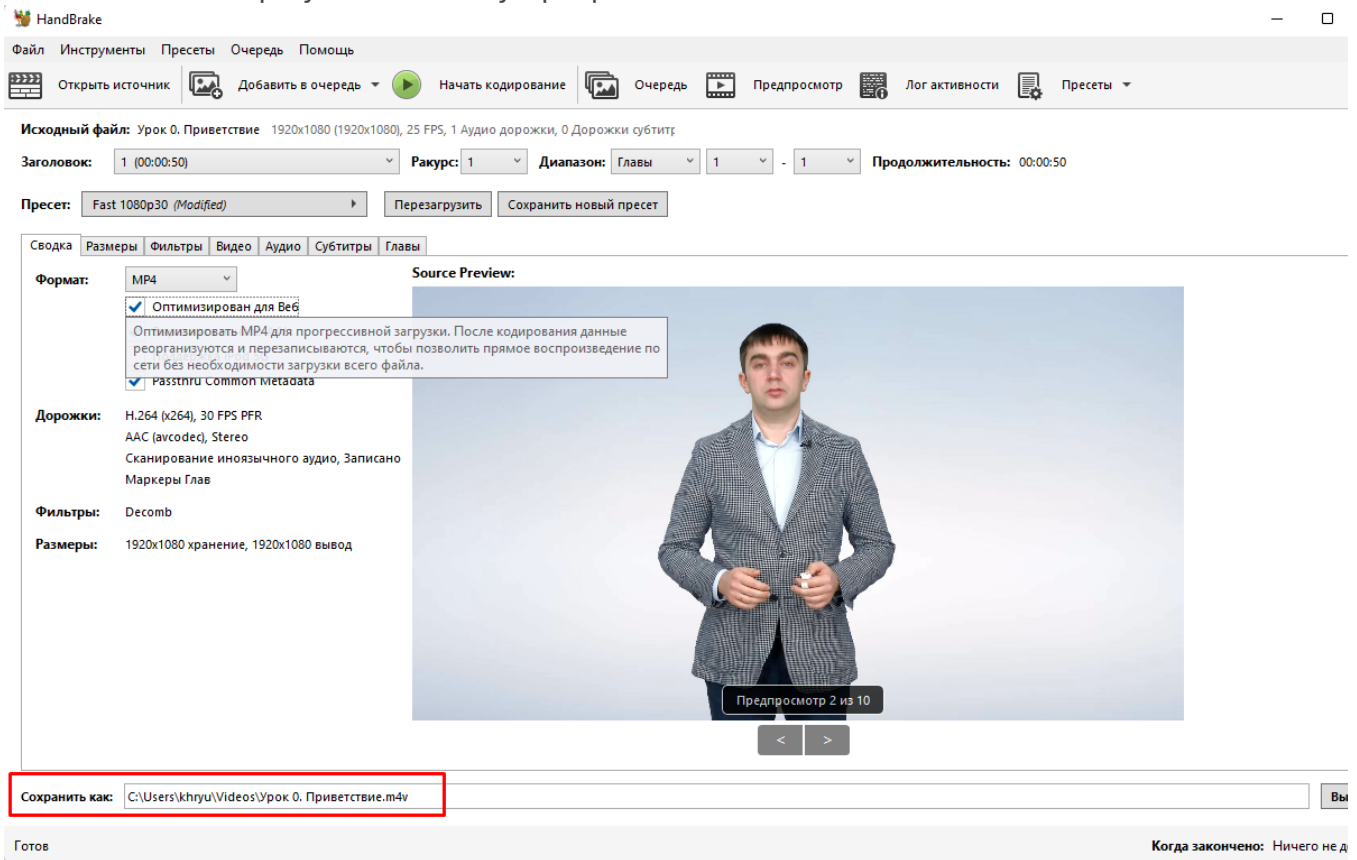 HandBrake
Файл Инструменты Пресеты Очередь Помощь
Открыть источник Добавить в очередь Начать кодирование Очередь Предпросмотр Лог активности Пресеты
Исходный файл: Урок 0. Приветствие 1920x1080 (1920x1080), 25 FPS, 1 Аудио дорожки, 0 Дорожки субтитр
Заголовок: 1 (00:00:50) Ракурс: 1 Диапазон: Главы 1 - 1 Продолжительность: 00:00:50
Пресет: Fast 1080p30 (Modified) Перезагрузить Сохранить новый пресет
Сводка Размеры Фильтры Видео Аудио Субтитры Главы
Формат: MP4 Source Preview:
Оптимизирован для Веб
Оптимизировать MP4 для прогрессивной загрузки. После кодирования данные
реорганизуются и перезаписываются, чтобы позволить прямое воспроизведение по
сети без необходимости загрузки всего файла.
Passthru Common Metadata
Дорожки: H.264 (x264), 30 FPS PFR
AAC (avcodec), Stereo
Сканирование иноязычного аудио, Записано
Маркеры Глав
Фильтры: Decomb
Размеры: 1920x1080 хранение, 1920x1080 вывод
Предпросмотр 2 из 10
< >
Сохранить как: C:\Users\khryu\Videos\Урок 0. Приветствие.m4v Вы
Готов Когда закончено: Ничего не д